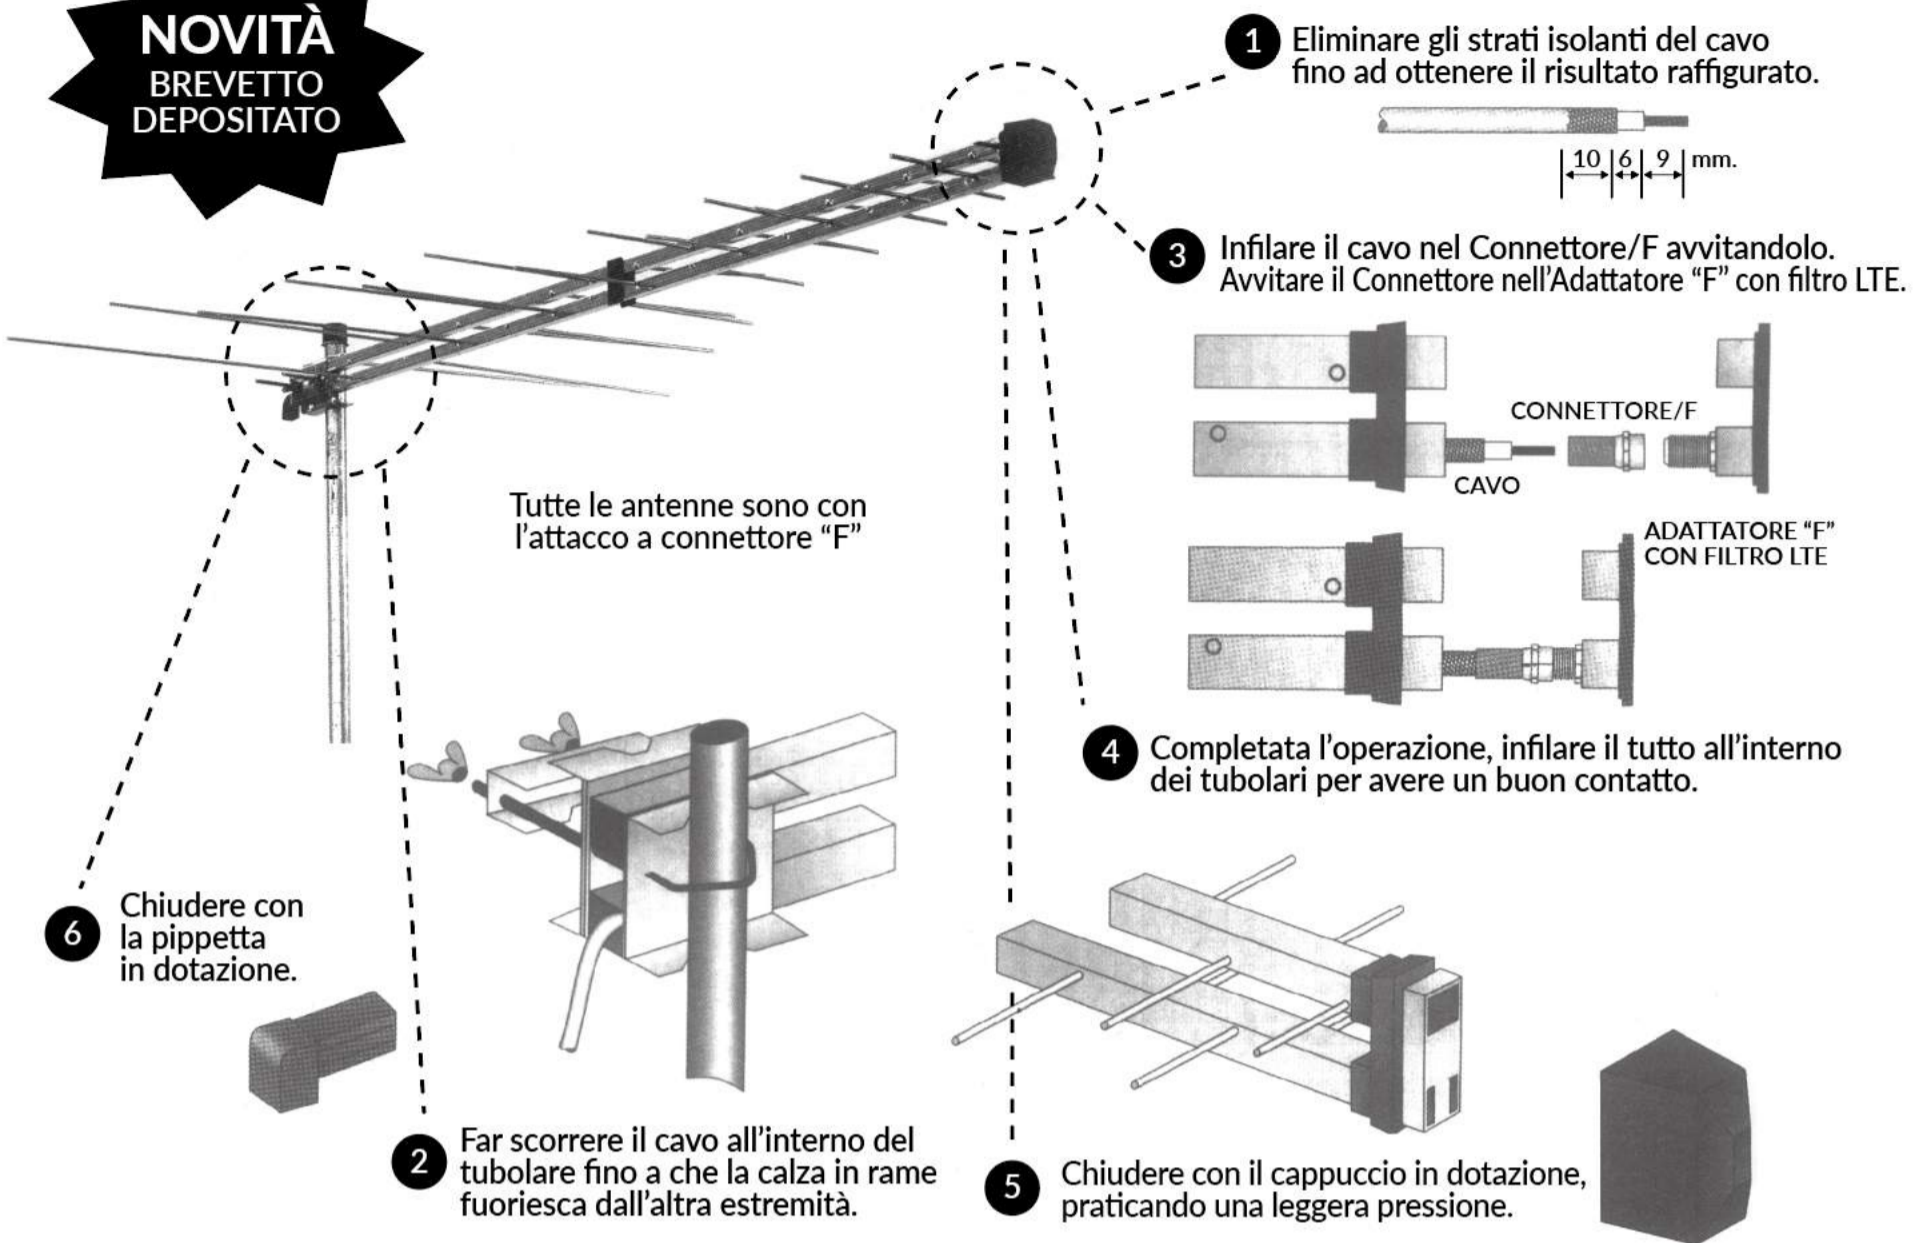 NOVITÀ
BREVETTO
DEPOSITATO
1 Eliminare gli strati isolanti del cavo
fino ad ottenere il risultato raffigurato.
10 6 9 mm.
3 Infilare il cavo nel Connettore/F avvitandolo.
Avvitare il Connettore nell'Adattatore “F” con filtro LTE.
CONNETTORE/F
CAVO
ADATTATORE “F”
CON FILTRO LTE
Tutte le antenne sono con
l'attacco a connettore “F”
4 Completata l'operazione, infilare il tutto all'interno
dei tubolari per avere un buon contatto.
6 Chiudere con
la pippetta
in dotazione.
2 Far scorrere il cavo all'interno del
tubolare fino a che la calza in rame
fuoriesca dall'altra estremità.
5 Chiudere con il cappuccio in dotazione,
praticando una leggera pressione.